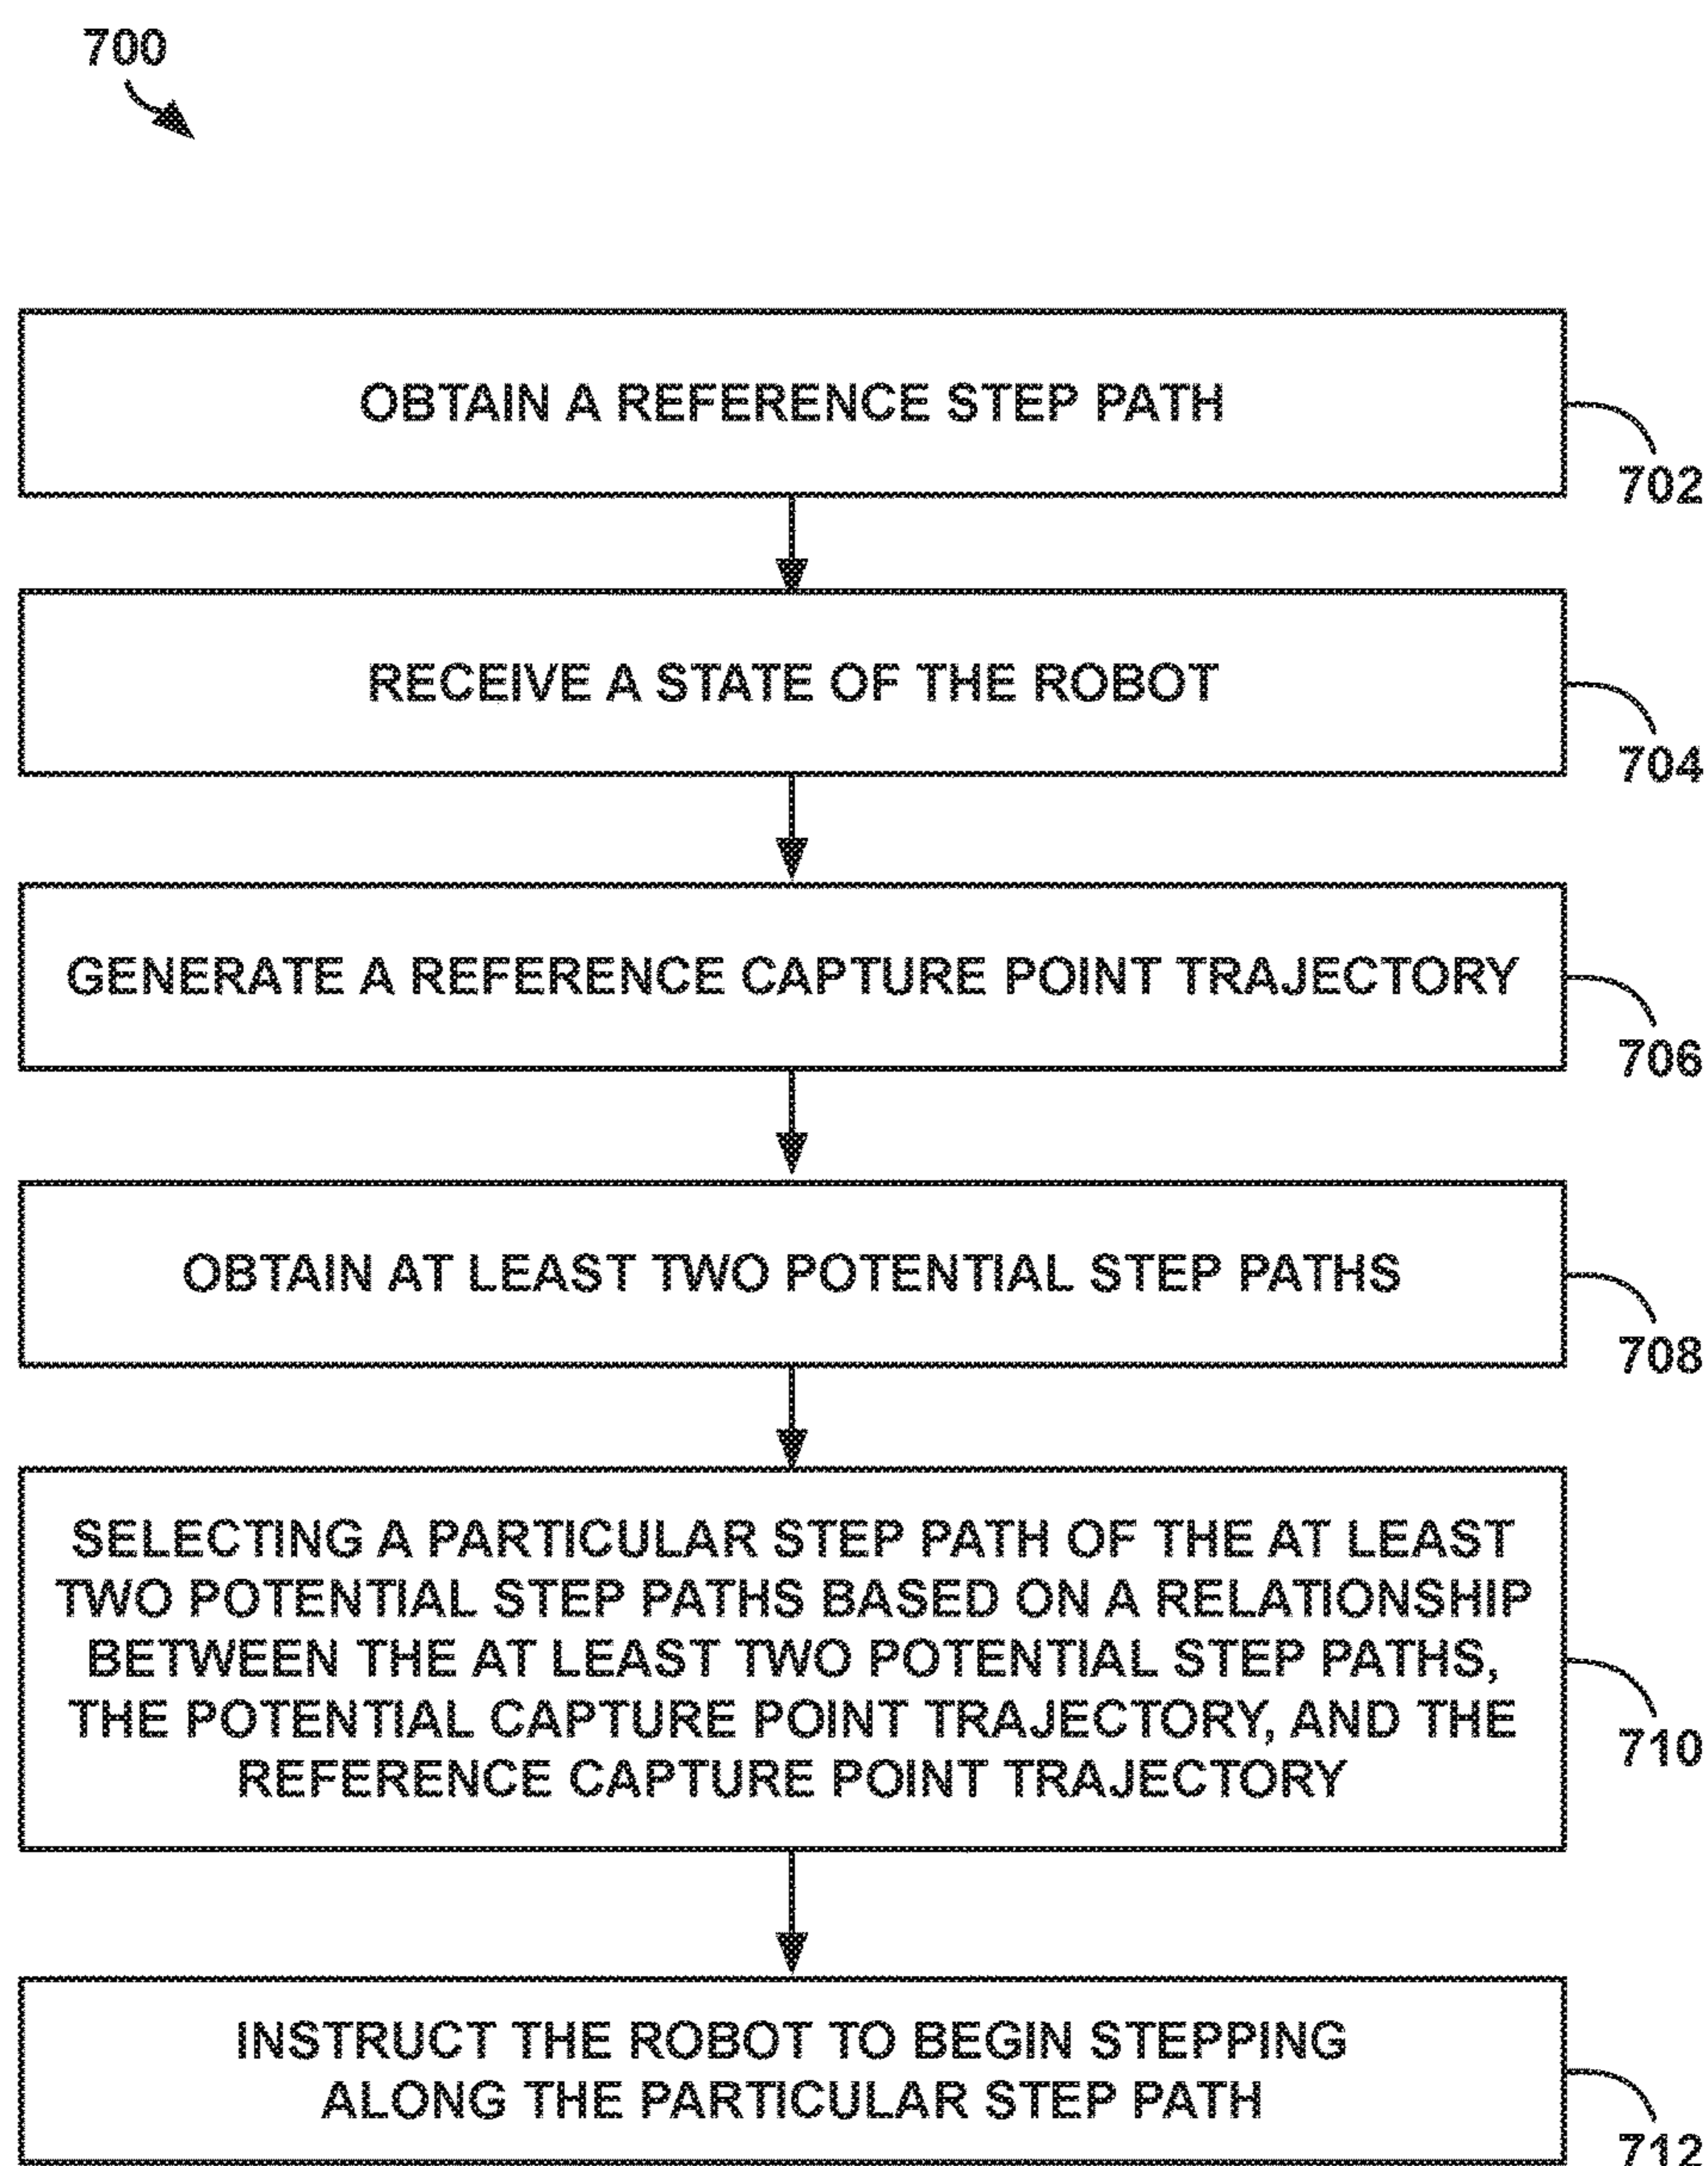 700
OBTAIN A REFERENCE STEP PATH
702
RECEIVE A STATE OF THE ROBOT
704
GENERATE A REFERENCE CAPTURE POINT TRAJECTORY
706
OBTAIN AT LEAST TWO POTENTIAL STEP PATHS
708
SELECTING A PARTICULAR STEP PATH OF THE AT LEAST
TWO POTENTIAL STEP PATHS BASED ON A RELATIONSHIP
BETWEEN THE AT LEAST TWO POTENTIAL STEP PATHS,
THE POTENTIAL CAPTURE POINT TRAJECTORY, AND THE
REFERENCE CAPTURE POINT TRAJECTORY
710
INSTRUCT THE ROBOT TO BEGIN STEPPING
ALONG THE PARTICULAR STEP PATH
712